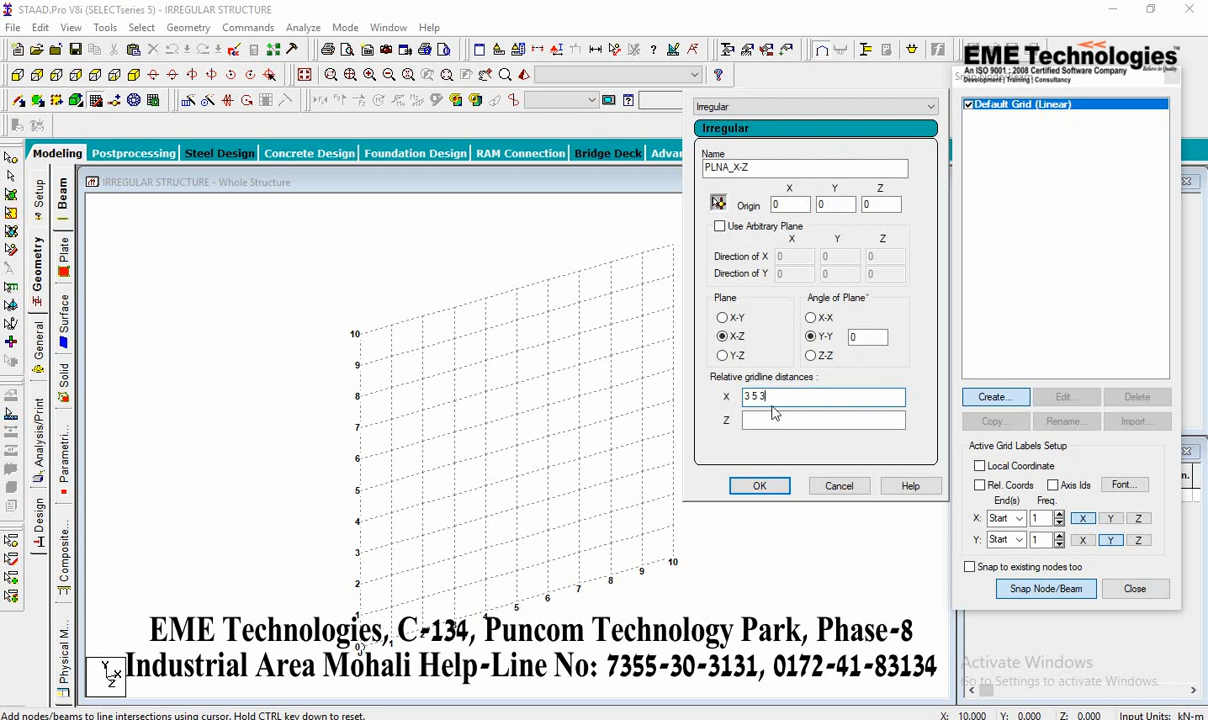 STAAD.Pro V8i (SELECTseries 5) - IRREGULAR STRUCTURE
File Edit View Tools Select Geometry Commands Analyze Mode Window Help
EME Technologies™
An ISO 9001 : 2008 Certified Software Company
Development | Training | Consultancy
Modeling Postprocessing Steel Design Concrete Design Foundation Design RAM Connection Bridge Deck Advan
IRREGULAR STRUCTURE - Whole Structure
Setup
Geometry
General
Analysis/Print
Design
Beam
Plate
Surface
Solid
Parametri...
Composite...
Physical M...
10
9
8
7
6
5
4
3
2
1
0
5
6
7
8
9
10
Irregular
Irregular
Name
PLNA_X-Z
X Y Z
Origin 0 0 0
Use Arbitrary Plane
X Y Z
Direction of X 0 0 0
Direction of Y 0 0 0
Plane
X-Y
X-Z
Y-Z
Angle of Plane°
X-X
Y-Y 0
Z-Z
Relative gridline distances :
X 3 5 3
Z
OK Cancel Help
Default Grid (Linear)
Create... Edit... Delete
Copy... Rename... Import...
Active Grid Labels Setup
Local Coordinate
Rel. Coords Axis Ids Font...
End(s) Freq.
X: Start 1 X Y Z
Y: Start 1 X Y Z
Snap to existing nodes too
Snap Node/Beam Close
EME Technologies, C-134, Puncom Technology Park, Phase-8
Industrial Area Mohali Help-Line No: 7355-30-3131, 0172-41-83134
Y
X
Z
Activate Windows
Go to Settings to activate Windows.
Add nodes/beams to line intersections using cursor. Hold CTRL key down to reset.
X: 10.000 Y: 0.000 Z: 0.000 Input Units: kN-m